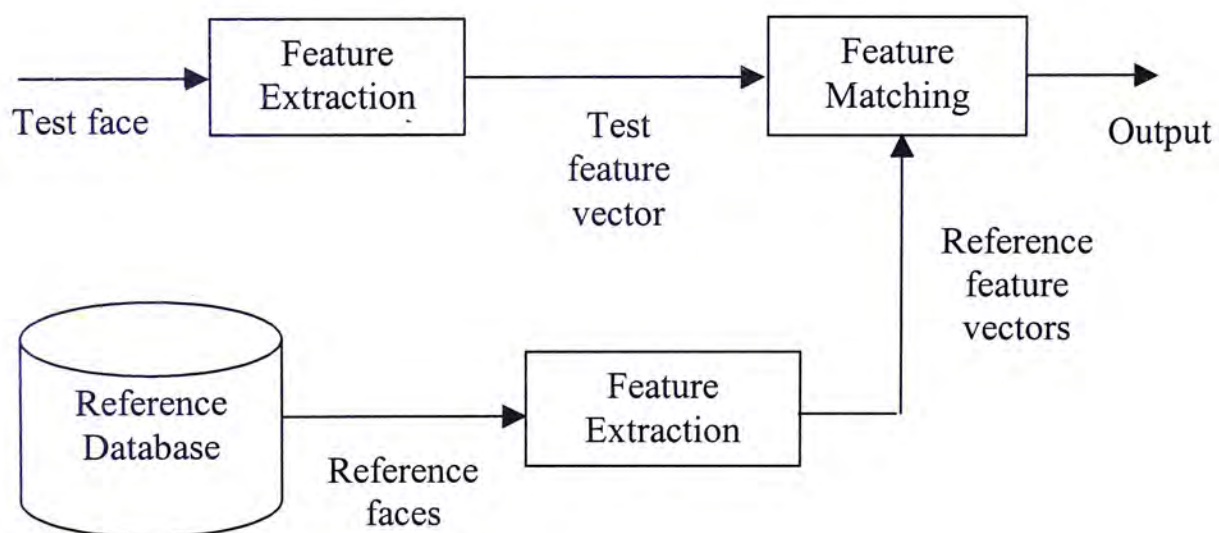 Feature
Extraction
Feature
Matching
Test face
Test
feature
vector
Output
Reference
feature
vectors
Reference
Database
Reference
faces
Feature
Extraction